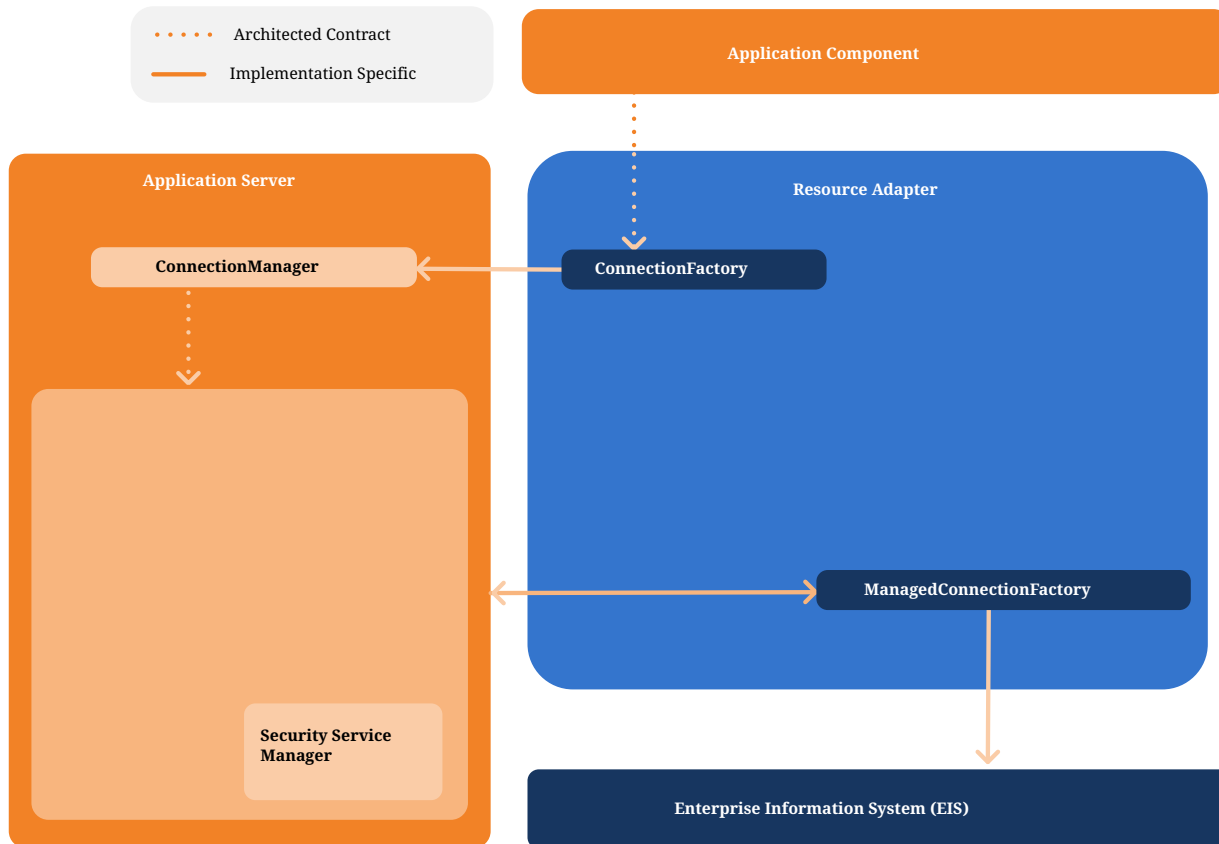 Architected Contract
Implementation Specific
Application Component
Application Server
Resource Adapter
ConnectionManager
ConnectionFactory
ManagedConnectionFactory
Security Service
Manager
Enterprise Information System (EIS)